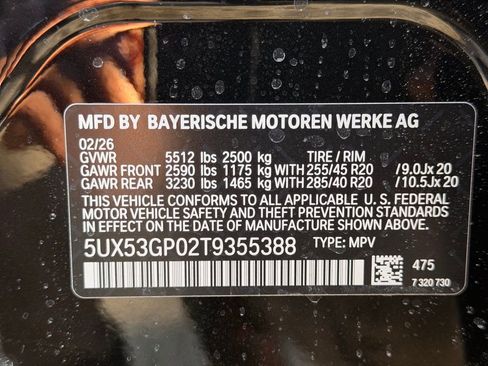 MFD BY BAYERISCHE MOTOREN WERKE AG
02/26
GVWR 5512 lbs 2500 kg TIRE / RIM
GAWR FRONT 2590 lbs 1175 kg WITH 255/45 R20 /9.0Jx 20
GAWR REAR 3230 lbs 1465 kg WITH 285/40 R20 /10.5Jx 20
THIS VEHICLE CONFORMS TO ALL APPLICABLE U. S. FEDERAL
MOTOR VEHICLE SAFETY AND THEFT PREVENTION STANDARDS
IN EFFECT ON THE DATE OF MANUFACTURE SHOWN ABOVE.
5UX53GP02T9355388 TYPE: MPV
475
7 320 730